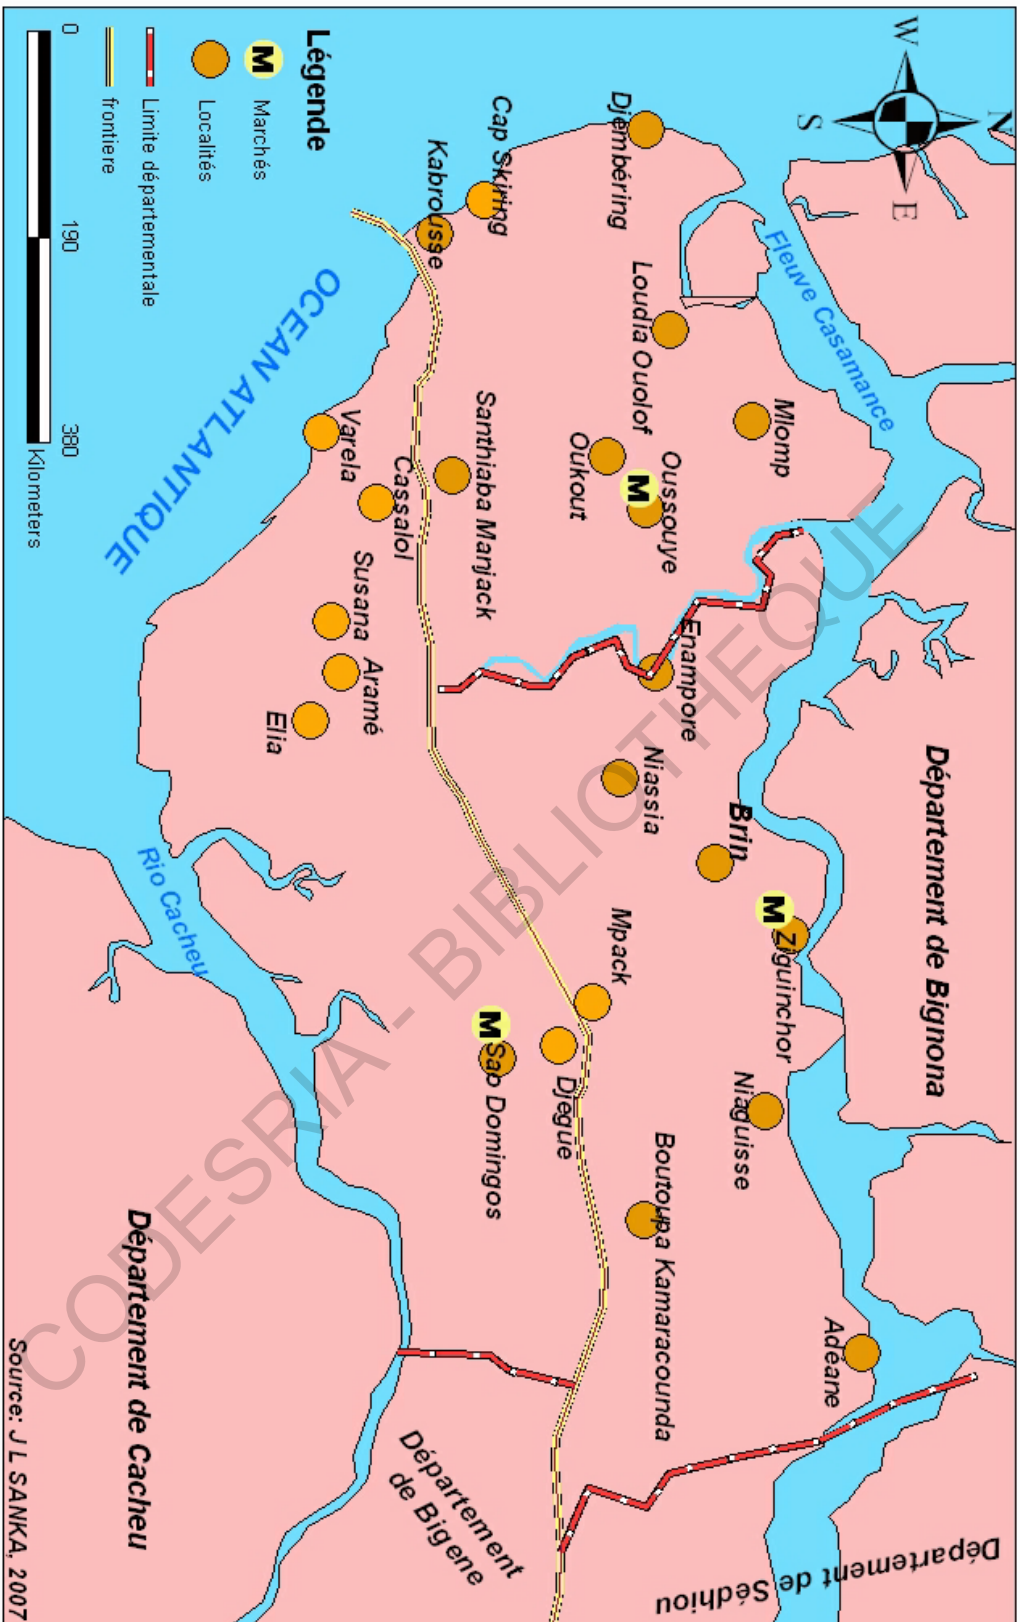 N
W
E
S
Fleuve Casamance
Département de Bignona
Département de Sédhiou
Djembéring
Loudia Ouolof
Mlomp
Oussouye
M
Oukout
Enampore
Niassia
Brin
M
Ziguinchor
Niaguisse
Adéane
Cap Skiring
Kabrousse
Santhiaba Manjack
Mpack
Boutoupa Kamaracounda
Varela
Cassalol
Susana
Aramé
Elia
Djegue
M
Sao Domingos
Département
de Bigene
OCEAN ATLANTIQUE
Rio Cacheu
Département de Cacheu
Légende
M Marchés
Localités
Limite départementale
frontiere
0 190 380
Kilometers
Source: J L SANKA, 2007
CODESRIA - BIBLIOTHEQUE